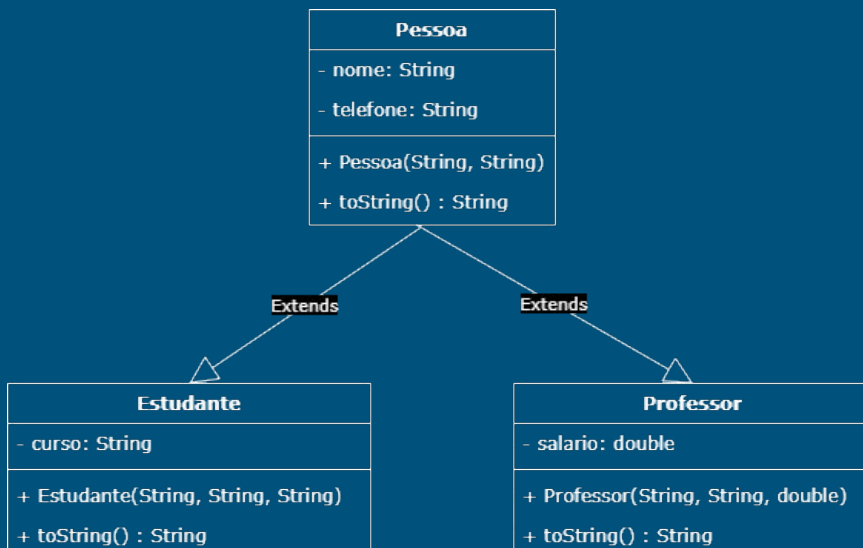 Pessoa
- nome: String
- telefone: String
+ Pessoa(String, String)
+ toString() : String
Extends
Extends
Estudante
- curso: String
+ Estudante(String, String, String)
+ toString() : String
Professor
- salario: double
+ Professor(String, String, double)
+ toString() : String